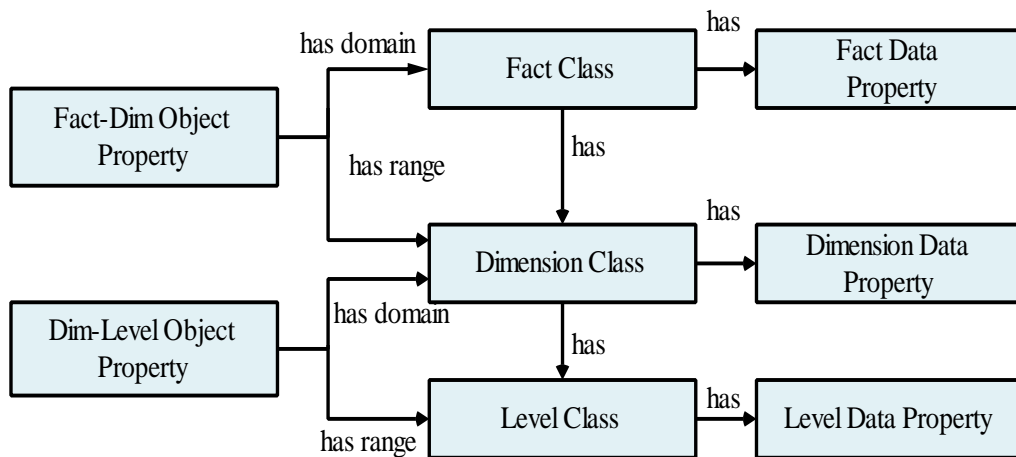 has domain
Fact Class
has
Fact Data
Property
Fact-Dim Object
Property
has range
has
Dimension Class
has
Dimension Data
Property
Dim-Level Object
Property
has domain
has
Level Class
has
Level Data Property
has range